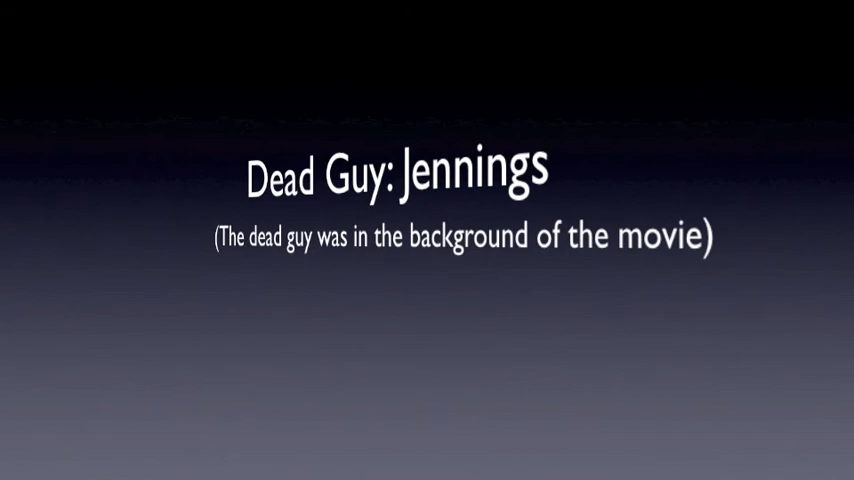 Dead Guy: Jennings
(The dead guy was in the background of the movie)